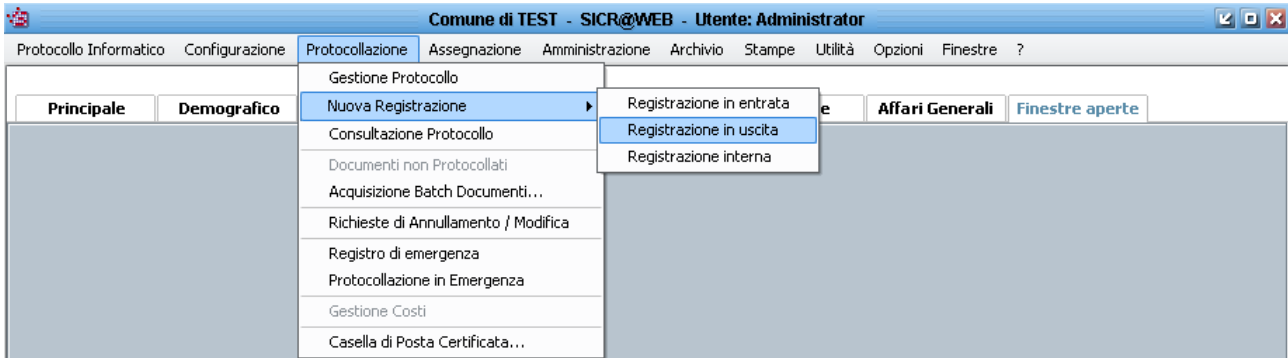 Comune di TEST - SICR@WEB - Utente: Administrator
Protocollo Informatico Configurazione Protocollazione Assegnazione Amministrazione Archivio Stampe Utilità Opzioni Finestre ?
Gestione Protocollo
Principale Demografico Nuova Registrazione Registrazione in entrata e Affari Generali Finestre aperte
Consultazione Protocollo Registrazione in uscita
Documenti non Protocollati Registrazione interna
Acquisizione Batch Documenti...
Richieste di Annullamento / Modifica
Registro di emergenza
Protocollazione in Emergenza
Gestione Costi
Casella di Posta Certificata...